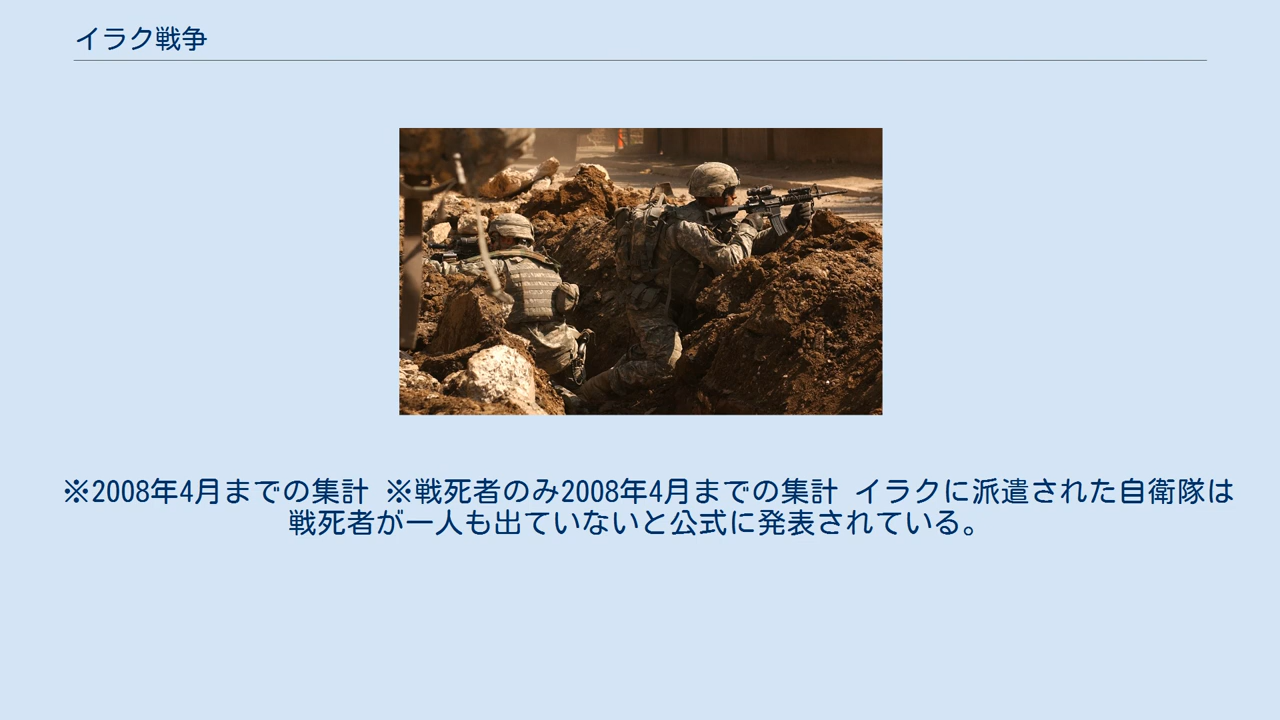 イラク戦争
※2008年4月までの集計 ※戦死者のみ2008年4月までの集計 イラクに派遣された自衛隊は
戦死者が一人も出ていないと公式に発表されている。